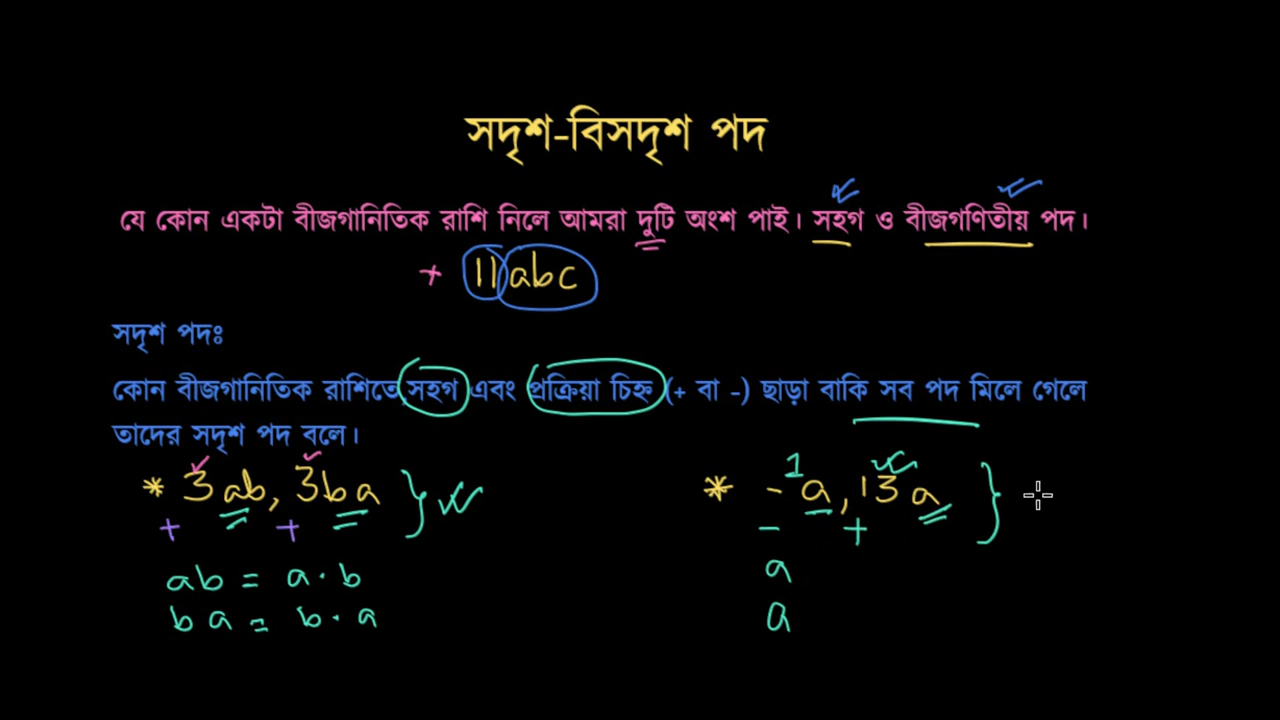 সদৃশ-বিসদৃশ পদ
যে কোন একটা বীজগানিতিক রাশি নিলে আমরা দুটি অংশ পাই। সহগ ও বীজগণিতীয় পদ।
+ 11abc
সদৃশ পদঃ
কোন বীজগানিতিক রাশিতে সহগ এবং প্রক্রিয়া চিহ্ন (+ বা -) ছাড়া বাকি সব পদ মিলে গেলে
তাদের সদৃশ পদ বলে।
* 3ab, 3ba }
+ +
ab = a·b
ba = b·a
1
* -a, 13a }
- +
a
a